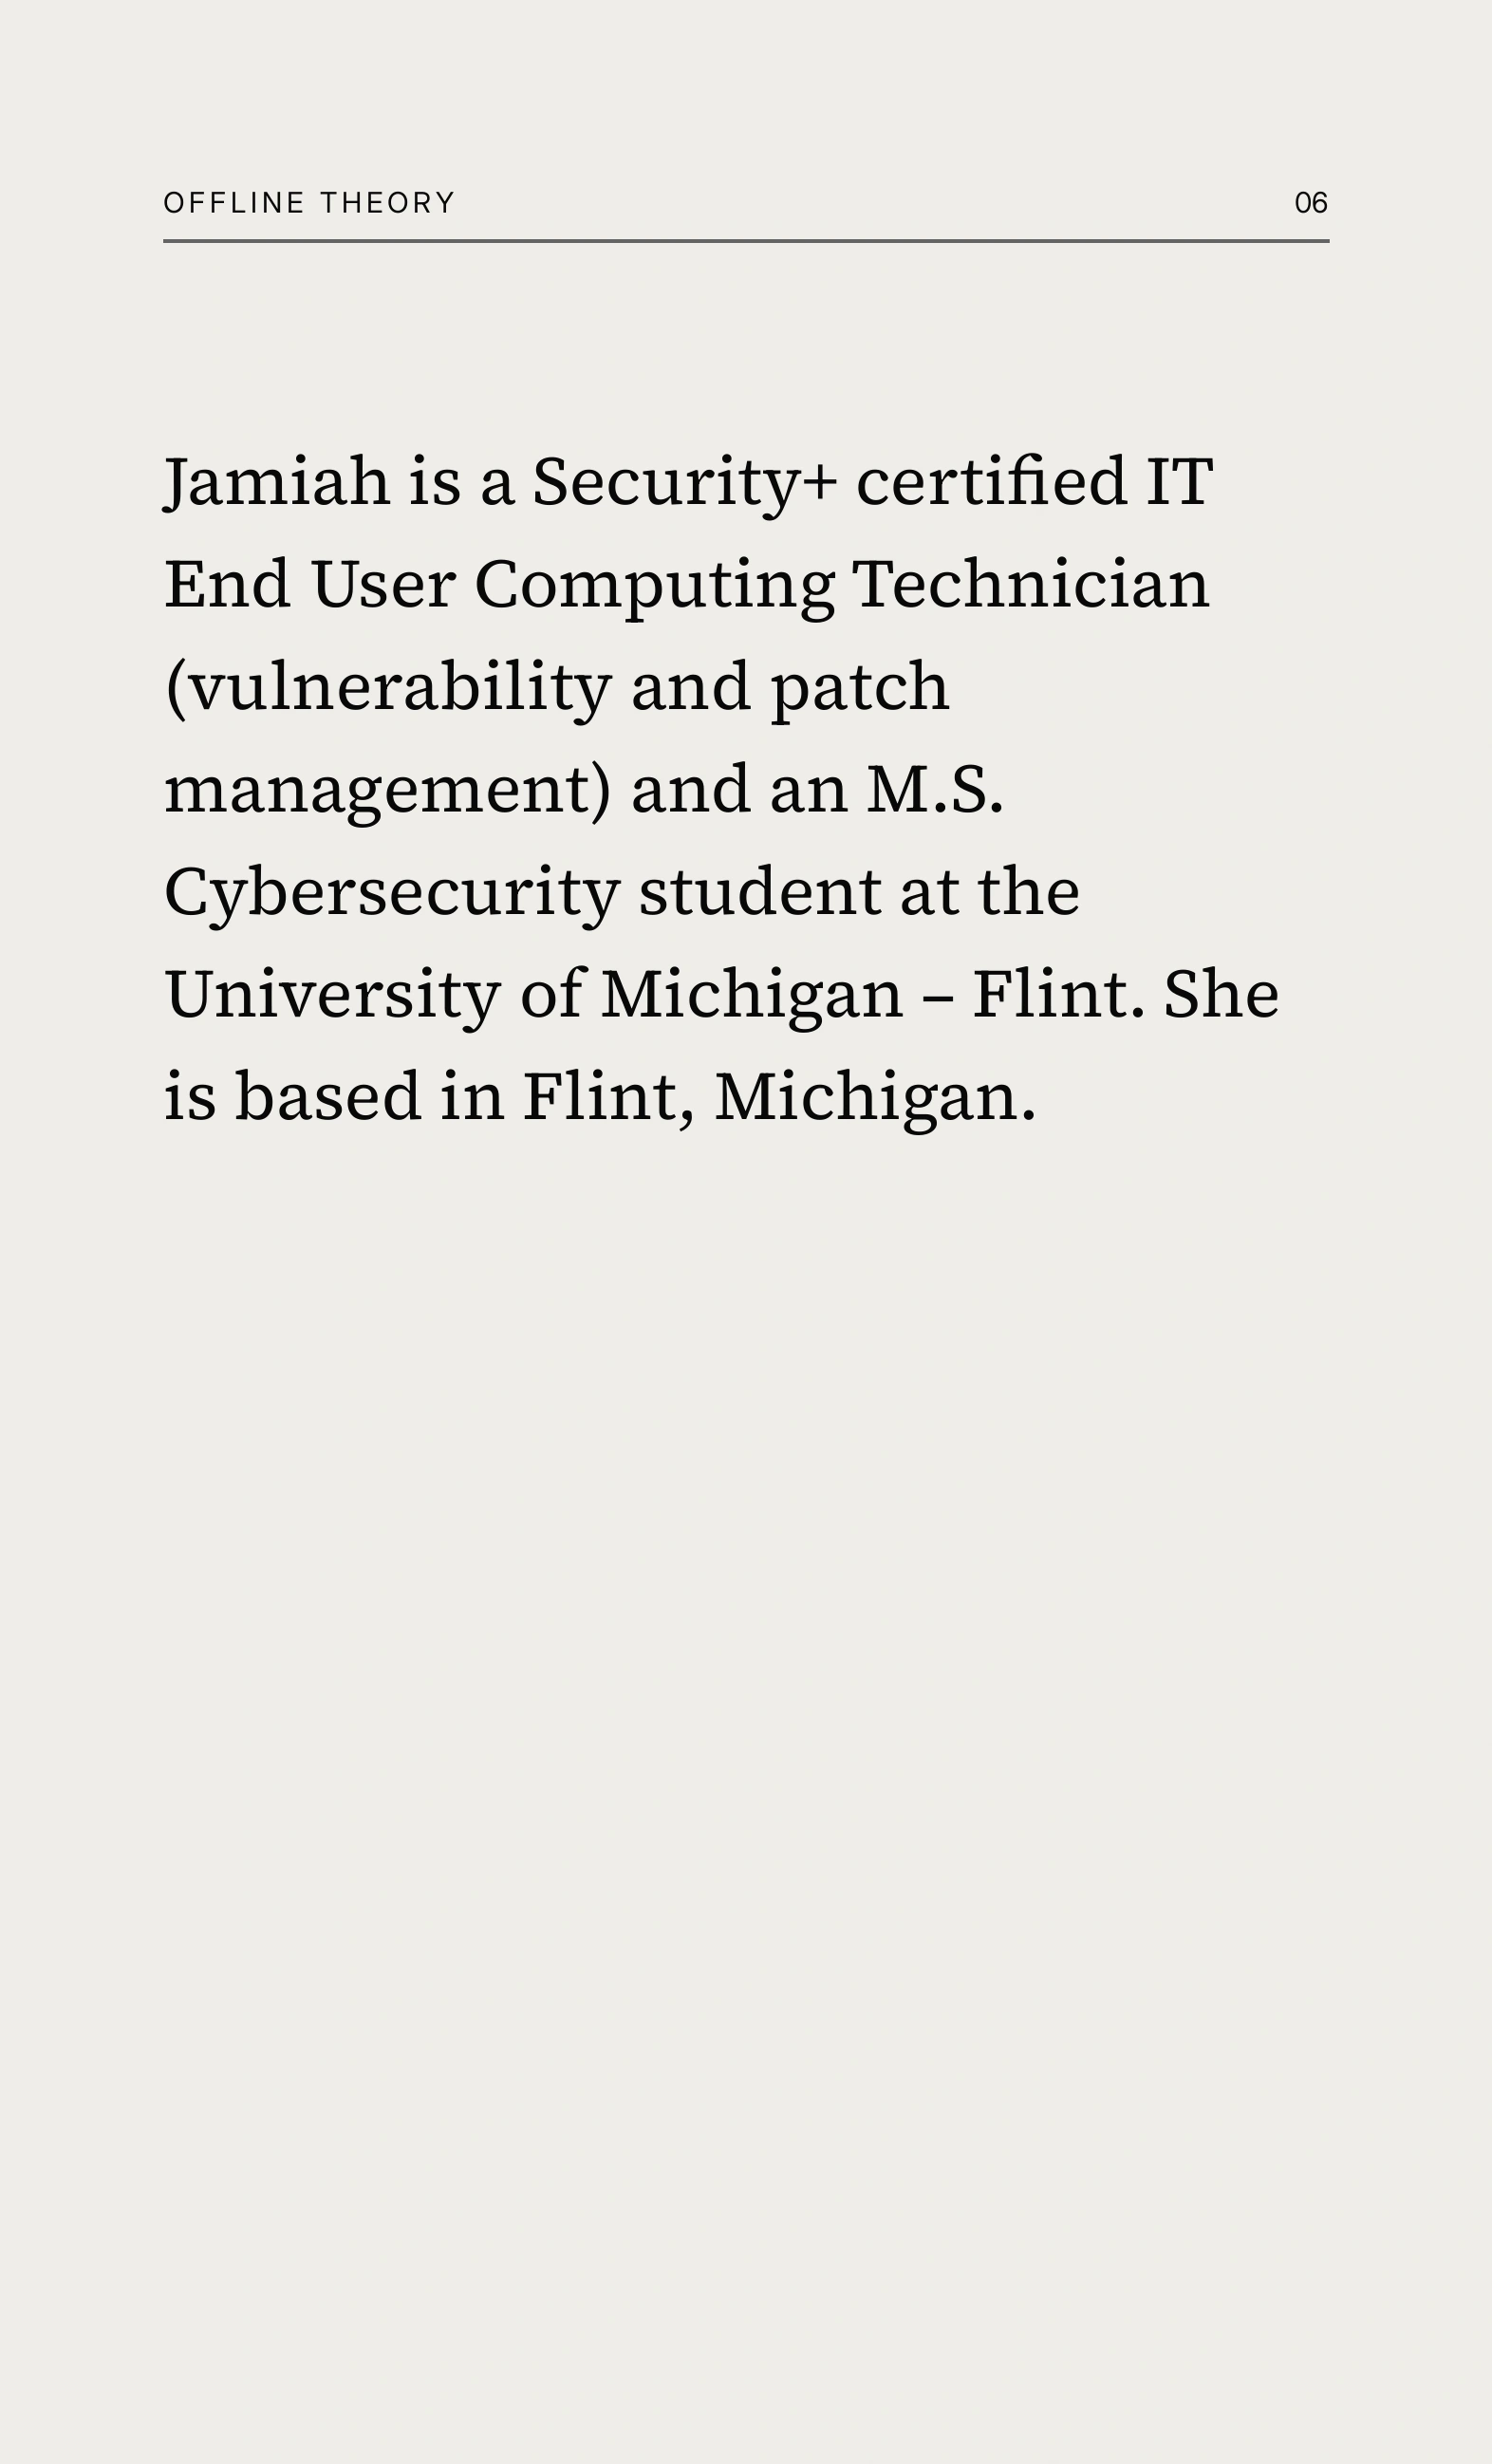 OFFLINE THEORY 06
Jamiah is a Security+ certified IT
End User Computing Technician
(vulnerability and patch
management) and an M.S.
Cybersecurity student at the
University of Michigan – Flint. She
is based in Flint, Michigan.